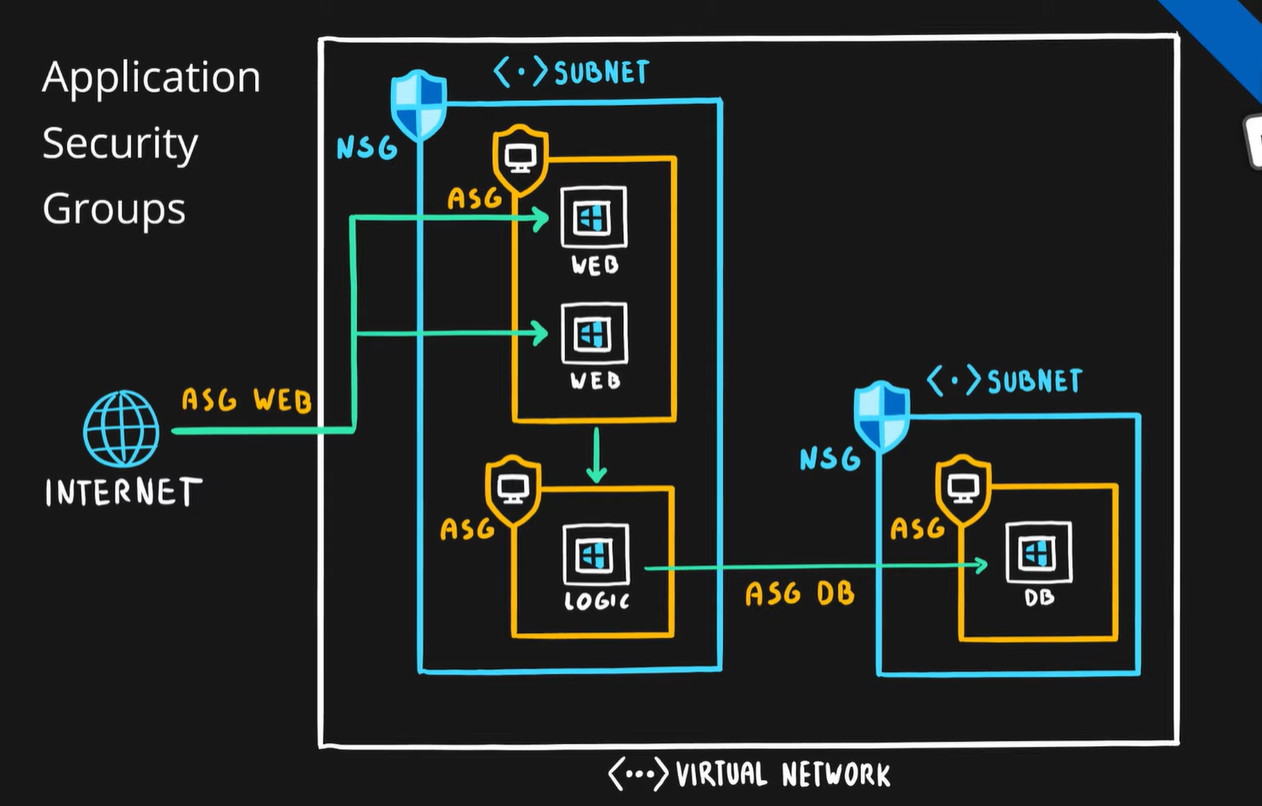 Application
Security
Groups
<·> SUBNET
NSG
ASG
WEB
WEB
ASG WEB
INTERNET
ASG
LOGIC
ASG DB
<·> SUBNET
NSG
ASG
DB
<···> VIRTUAL NETWORK